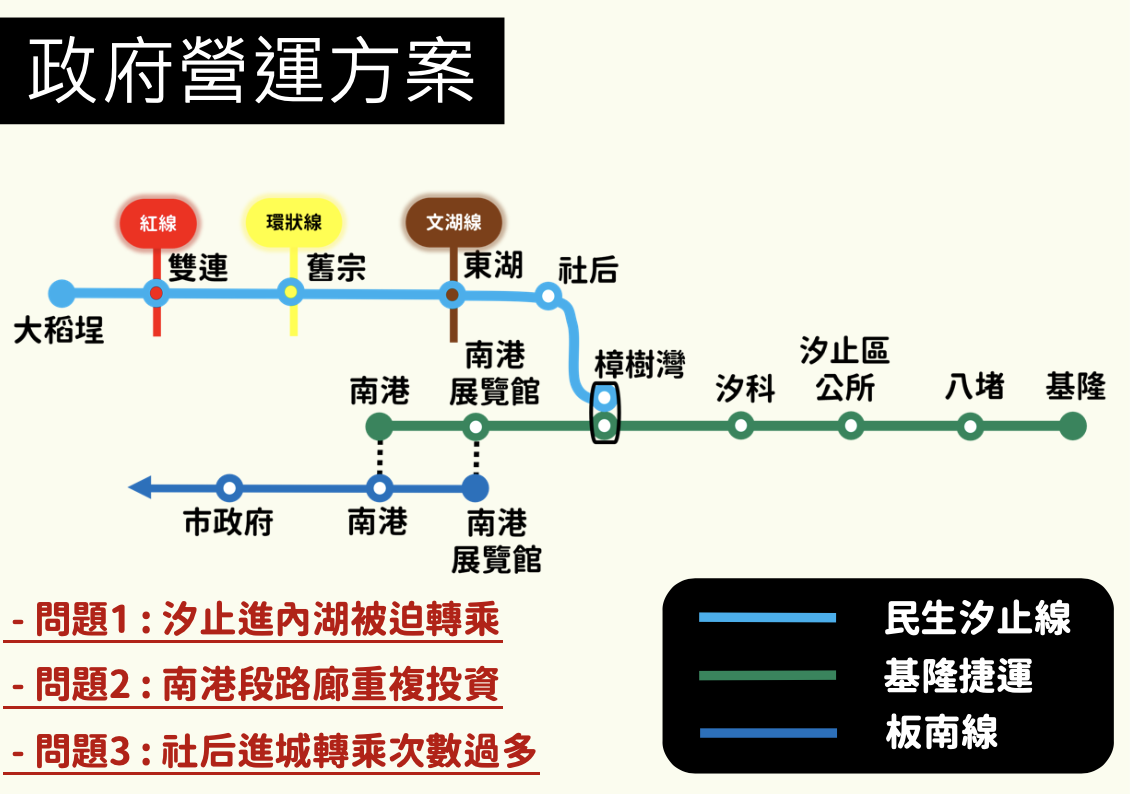 政府營運方案
紅線
環狀線
文湖線
雙連
舊宗
東湖
社后
大稻埕
南港
南港
展覽館
樟樹灣
汐科
汐止區
公所
八堵
基隆
市政府
南港
南港
展覽館
- 問題1 : 汐止進內湖被迫轉乘
- 問題2 : 南港段路廊重複投資
- 問題3 : 社后進城轉乘次數過多
民生汐止線
基隆捷運
板南線